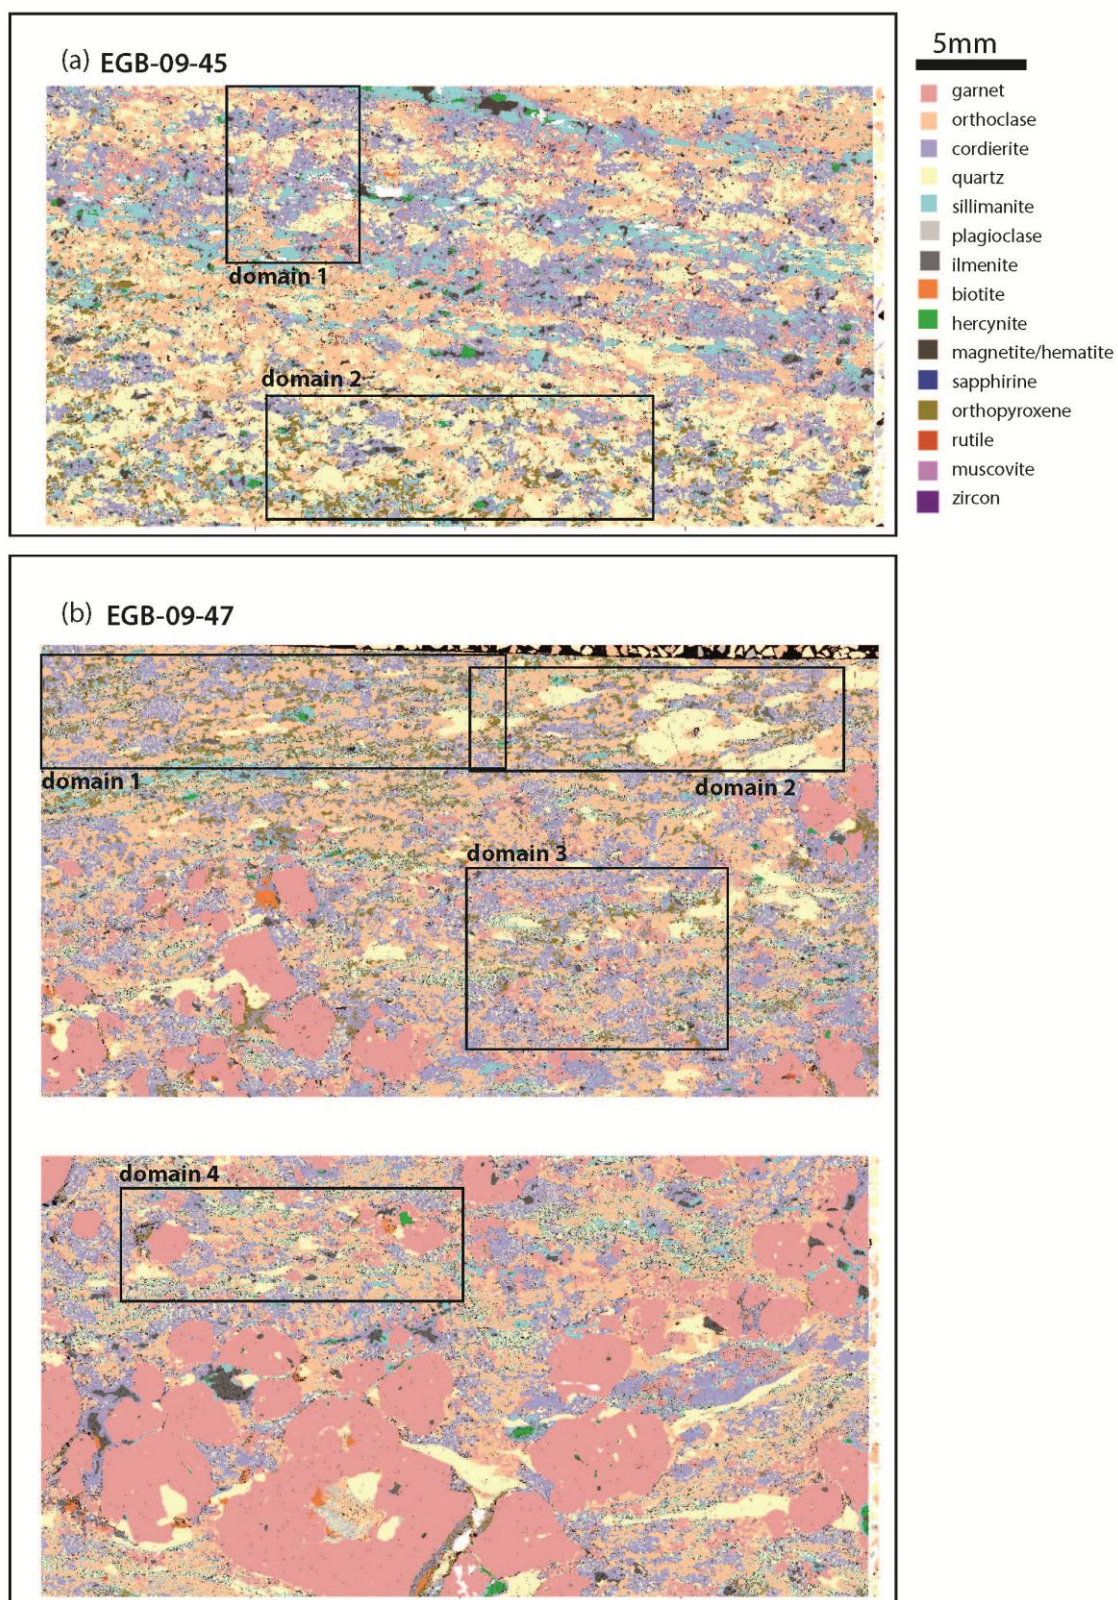 (a) EGB-09-45
domain 1
domain 2
5mm
garnet
orthoclase
cordierite
quartz
sillimanite
plagioclase
ilmenite
biotite
hercynite
magnetite/hematite
sapphirine
orthopyroxene
rutile
muscovite
zircon
(b) EGB-09-47
domain 1
domain 2
domain 3
domain 4